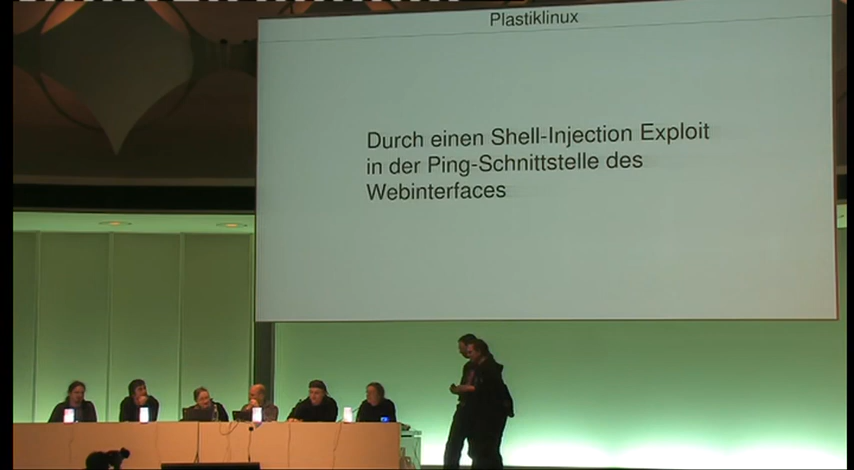 Plastiklinux
Durch einen Shell-Injection Exploit
in der Ping-Schnittstelle des
Webinterfaces